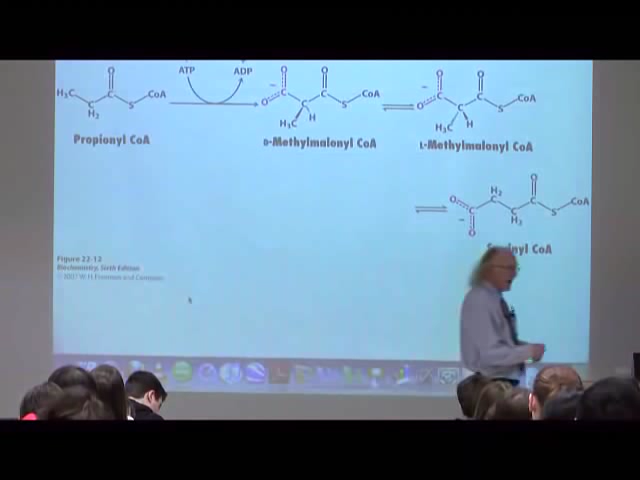 ATP ADP
H₃C C H₂ O C S CoA
O O C O C S CoA H₃C H
O O C O C S CoA H₃C H
Propionyl CoA
D-Methylmalonyl CoA
L-Methylmalonyl CoA
O C O H₂ C C H₂ O C S CoA
CoA
Figure 22-12
Biochemistry, Sixth Edition
© 2007 W. H. Freeman and Company